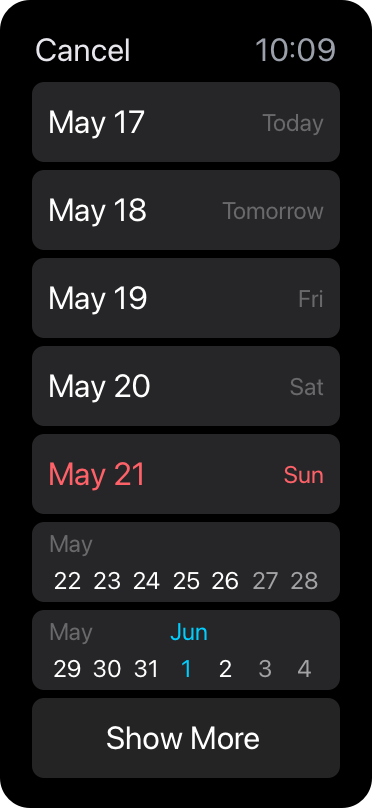 Cancel 10:09
May 17 Today
May 18 Tomorrow
May 19 Fri
May 20 Sat
May 21 Sun
May
22 23 24 25 26 27 28
May Jun
29 30 31 1 2 3 4
Show More